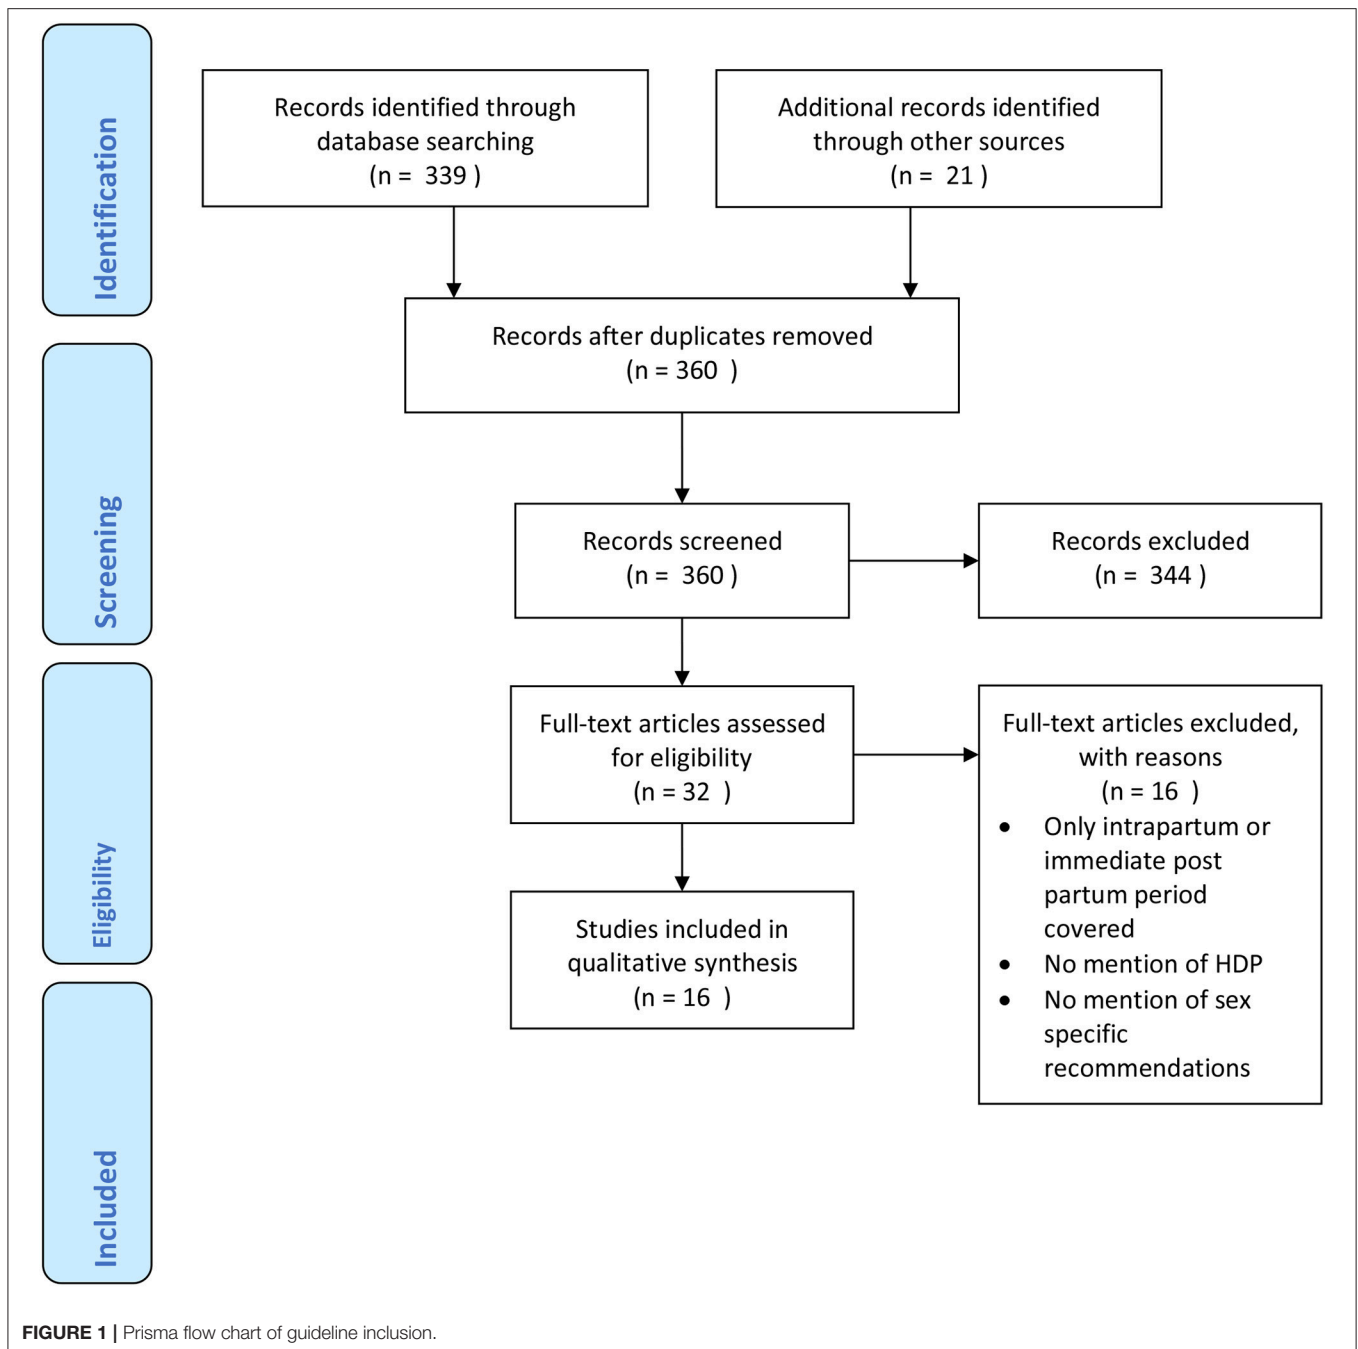 Identification
Records identified through
database searching
(n = 339 )
Additional records identified
through other sources
(n = 21 )
Records after duplicates removed
(n = 360 )
Screening
Records screened
(n = 360 )
Records excluded
(n = 344 )
Eligibility
Full-text articles assessed
for eligibility
(n = 32 )
Full-text articles excluded,
with reasons
(n = 16 )
• Only intrapartum or
immediate post
partum period
covered
• No mention of HDP
• No mention of sex
specific
recommendations
Studies included in
qualitative synthesis
(n = 16 )
Included
FIGURE 1 | Prisma flow chart of guideline inclusion.